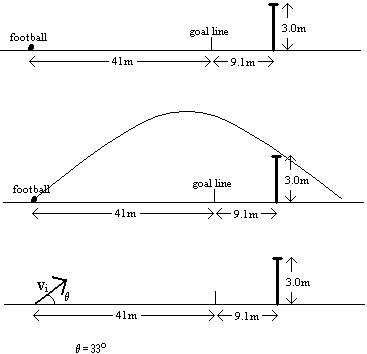 football
goal line
3.0m
41m
9.1m
football
goal line
3.0m
41m
9.1m
vi
θ
3.0m
41m
9.1m
θ = 33°